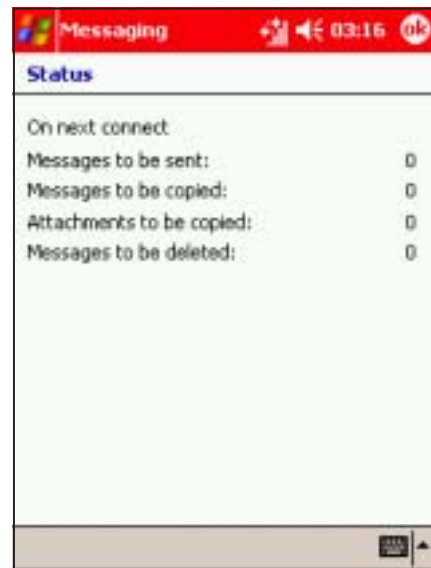 Messaging 03:16 ok
Status
On next connect
Messages to be sent: 0
Messages to be copied: 0
Attachments to be copied: 0
Messages to be deleted: 0